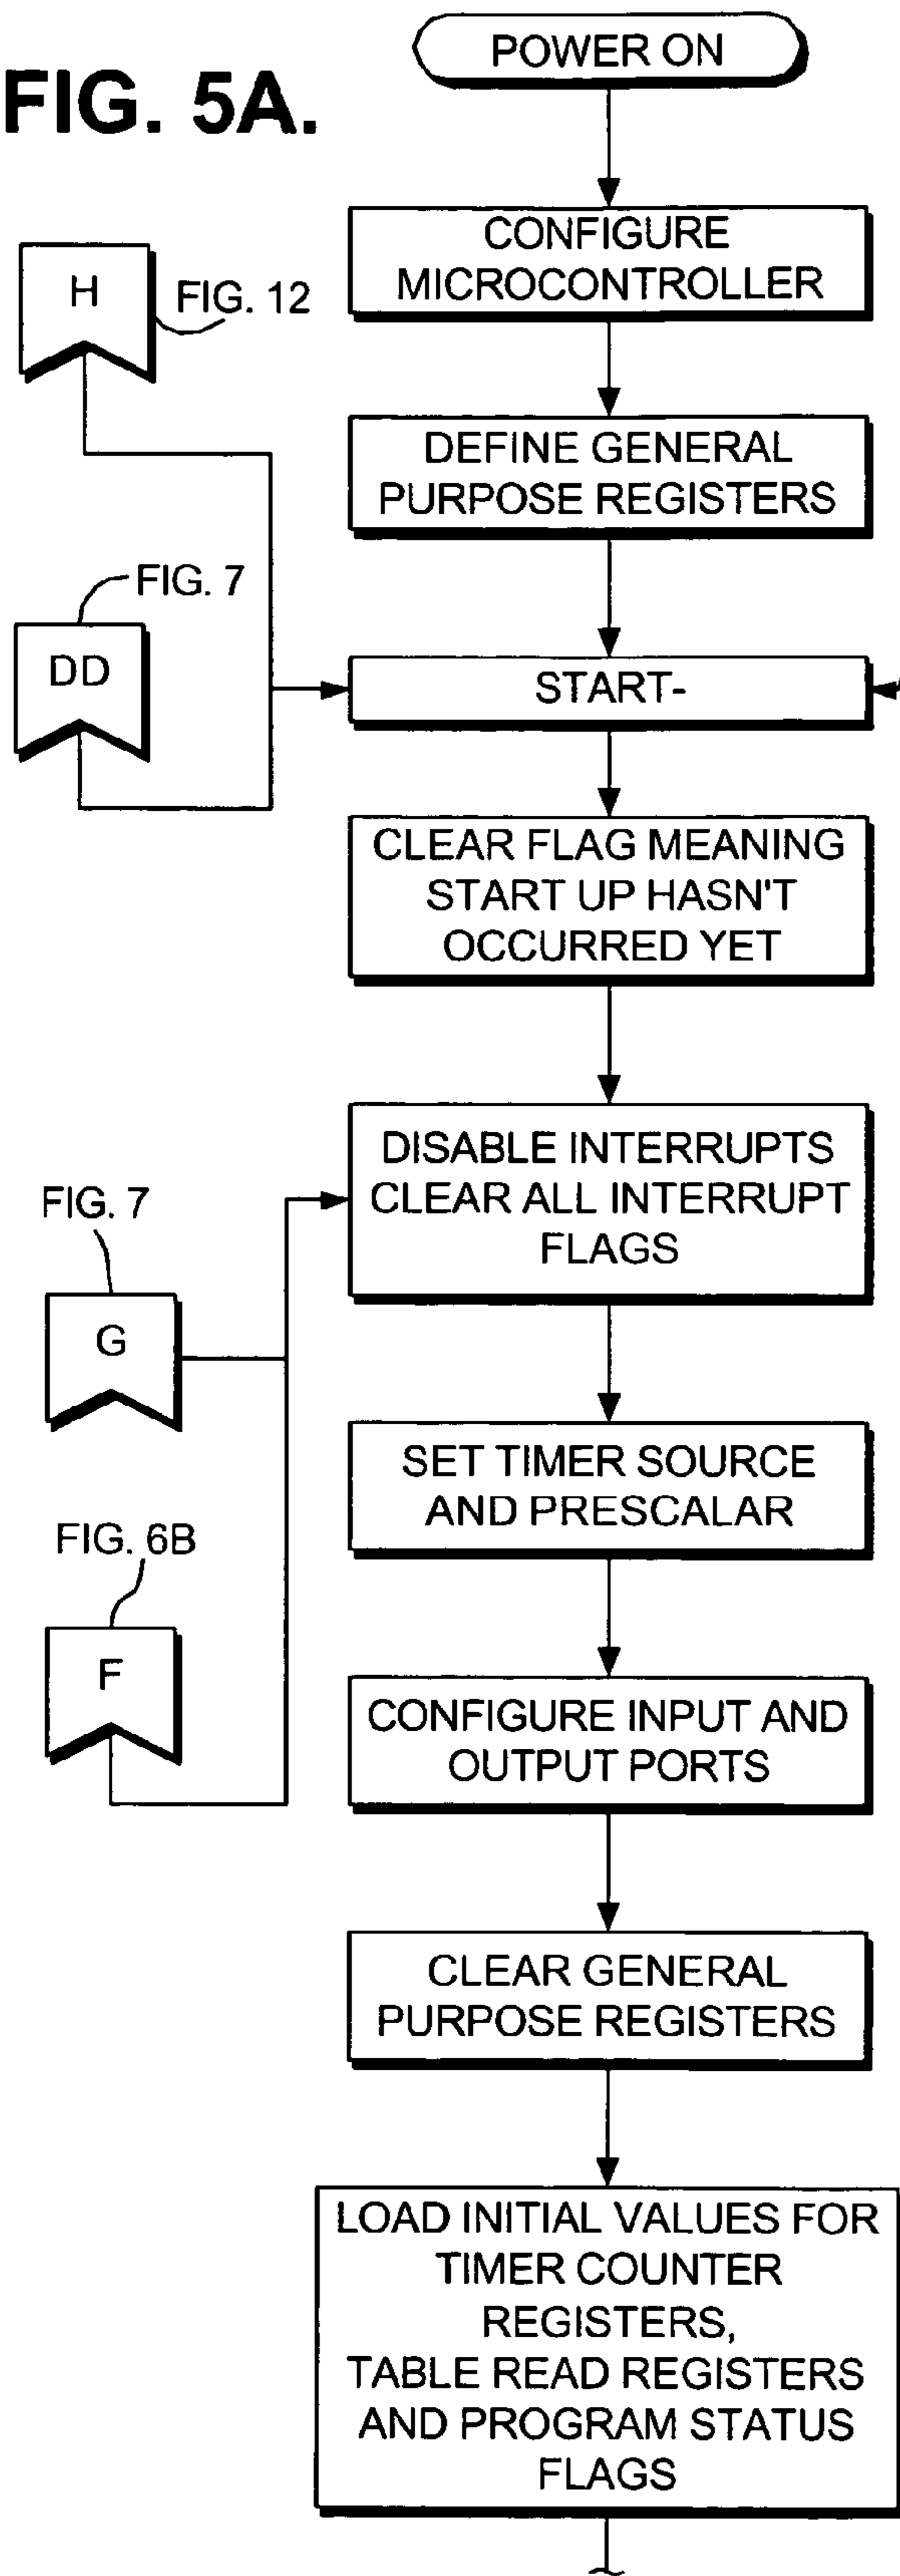 FIG. 5A.
POWER ON
CONFIGURE
MICROCONTROLLER
H
FIG. 12
DEFINE GENERAL
PURPOSE REGISTERS
FIG. 7
DD
START-
CLEAR FLAG MEANING
START UP HASN'T
OCCURRED YET
DISABLE INTERRUPTS
CLEAR ALL INTERRUPT
FLAGS
FIG. 7
G
SET TIMER SOURCE
AND PRESCALAR
FIG. 6B
F
CONFIGURE INPUT AND
OUTPUT PORTS
CLEAR GENERAL
PURPOSE REGISTERS
LOAD INITIAL VALUES FOR
TIMER COUNTER
REGISTERS,
TABLE READ REGISTERS
AND PROGRAM STATUS
FLAGS